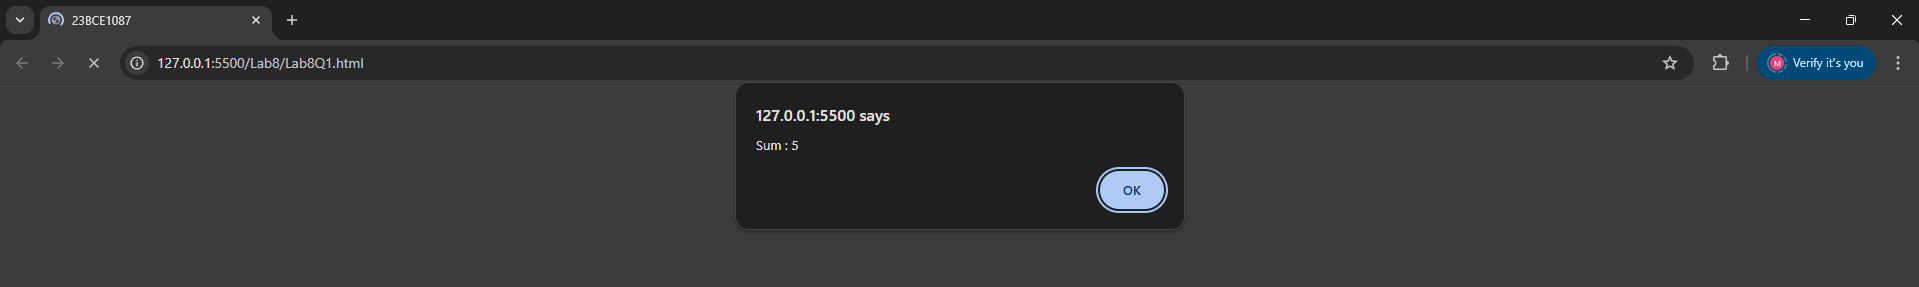 23BCE1087
127.0.0.1:5500/Lab8/Lab8Q1.html
M
Verify it's you
127.0.0.1:5500 says
Sum : 5
OK